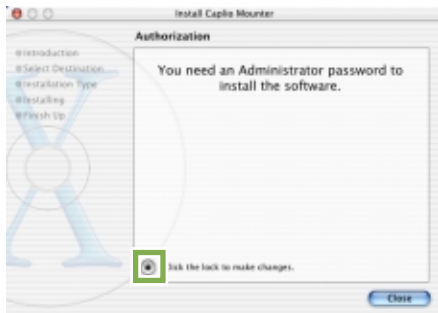 Install Caplio Mounter
Authorization
Introduction
Select Destination
Installation Type
Installing
Finish Up
You need an Administrator password to
install the software.
Click the lock to make changes.
Close